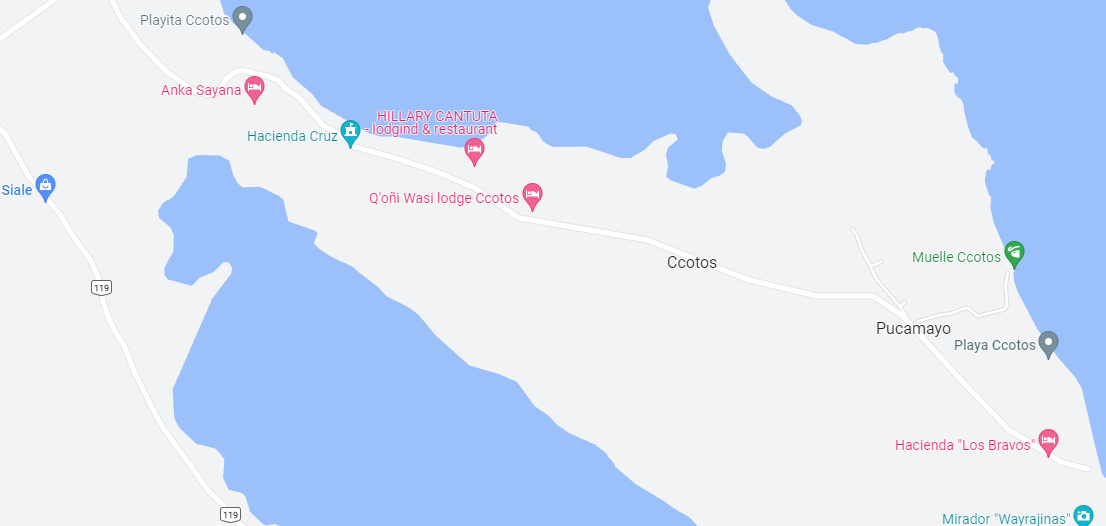 Playita Ccotos
Anka Sayana
HILLARY CANTUTA
- lodgind & restaurant
Hacienda Cruz
Siale
Q'oñi Wasi lodge Ccotos
Ccotos
Muelle Ccotos
119
Pucamayo
Playa Ccotos
Hacienda "Los Bravos"
119
Mirador "Wayrajinas"